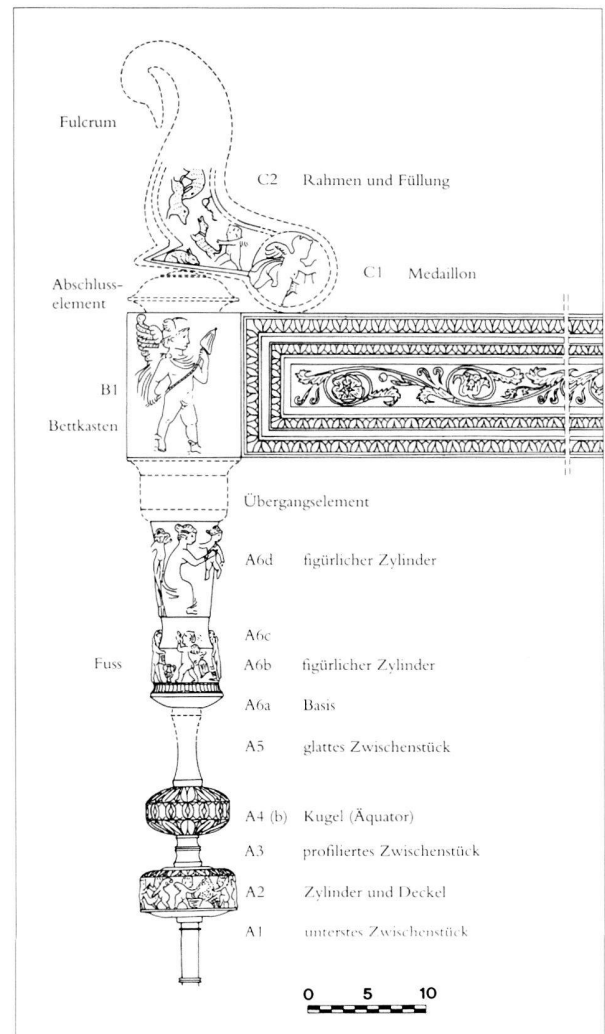 Fulcrum
C2 Rahmen und Füllung
C1 Medaillon
Abschluss-
element
B1
Bettkasten
Übergangselement
A6d figürlicher Zylinder
A6c
Fuss
A6b figürlicher Zylinder
A6a Basis
A5 glattes Zwischenstück
A4 (b) Kugel (Äquator)
A3 profiliertes Zwischenstück
A2 Zylinder und Deckel
A1 unterstes Zwischenstück
0 5 10